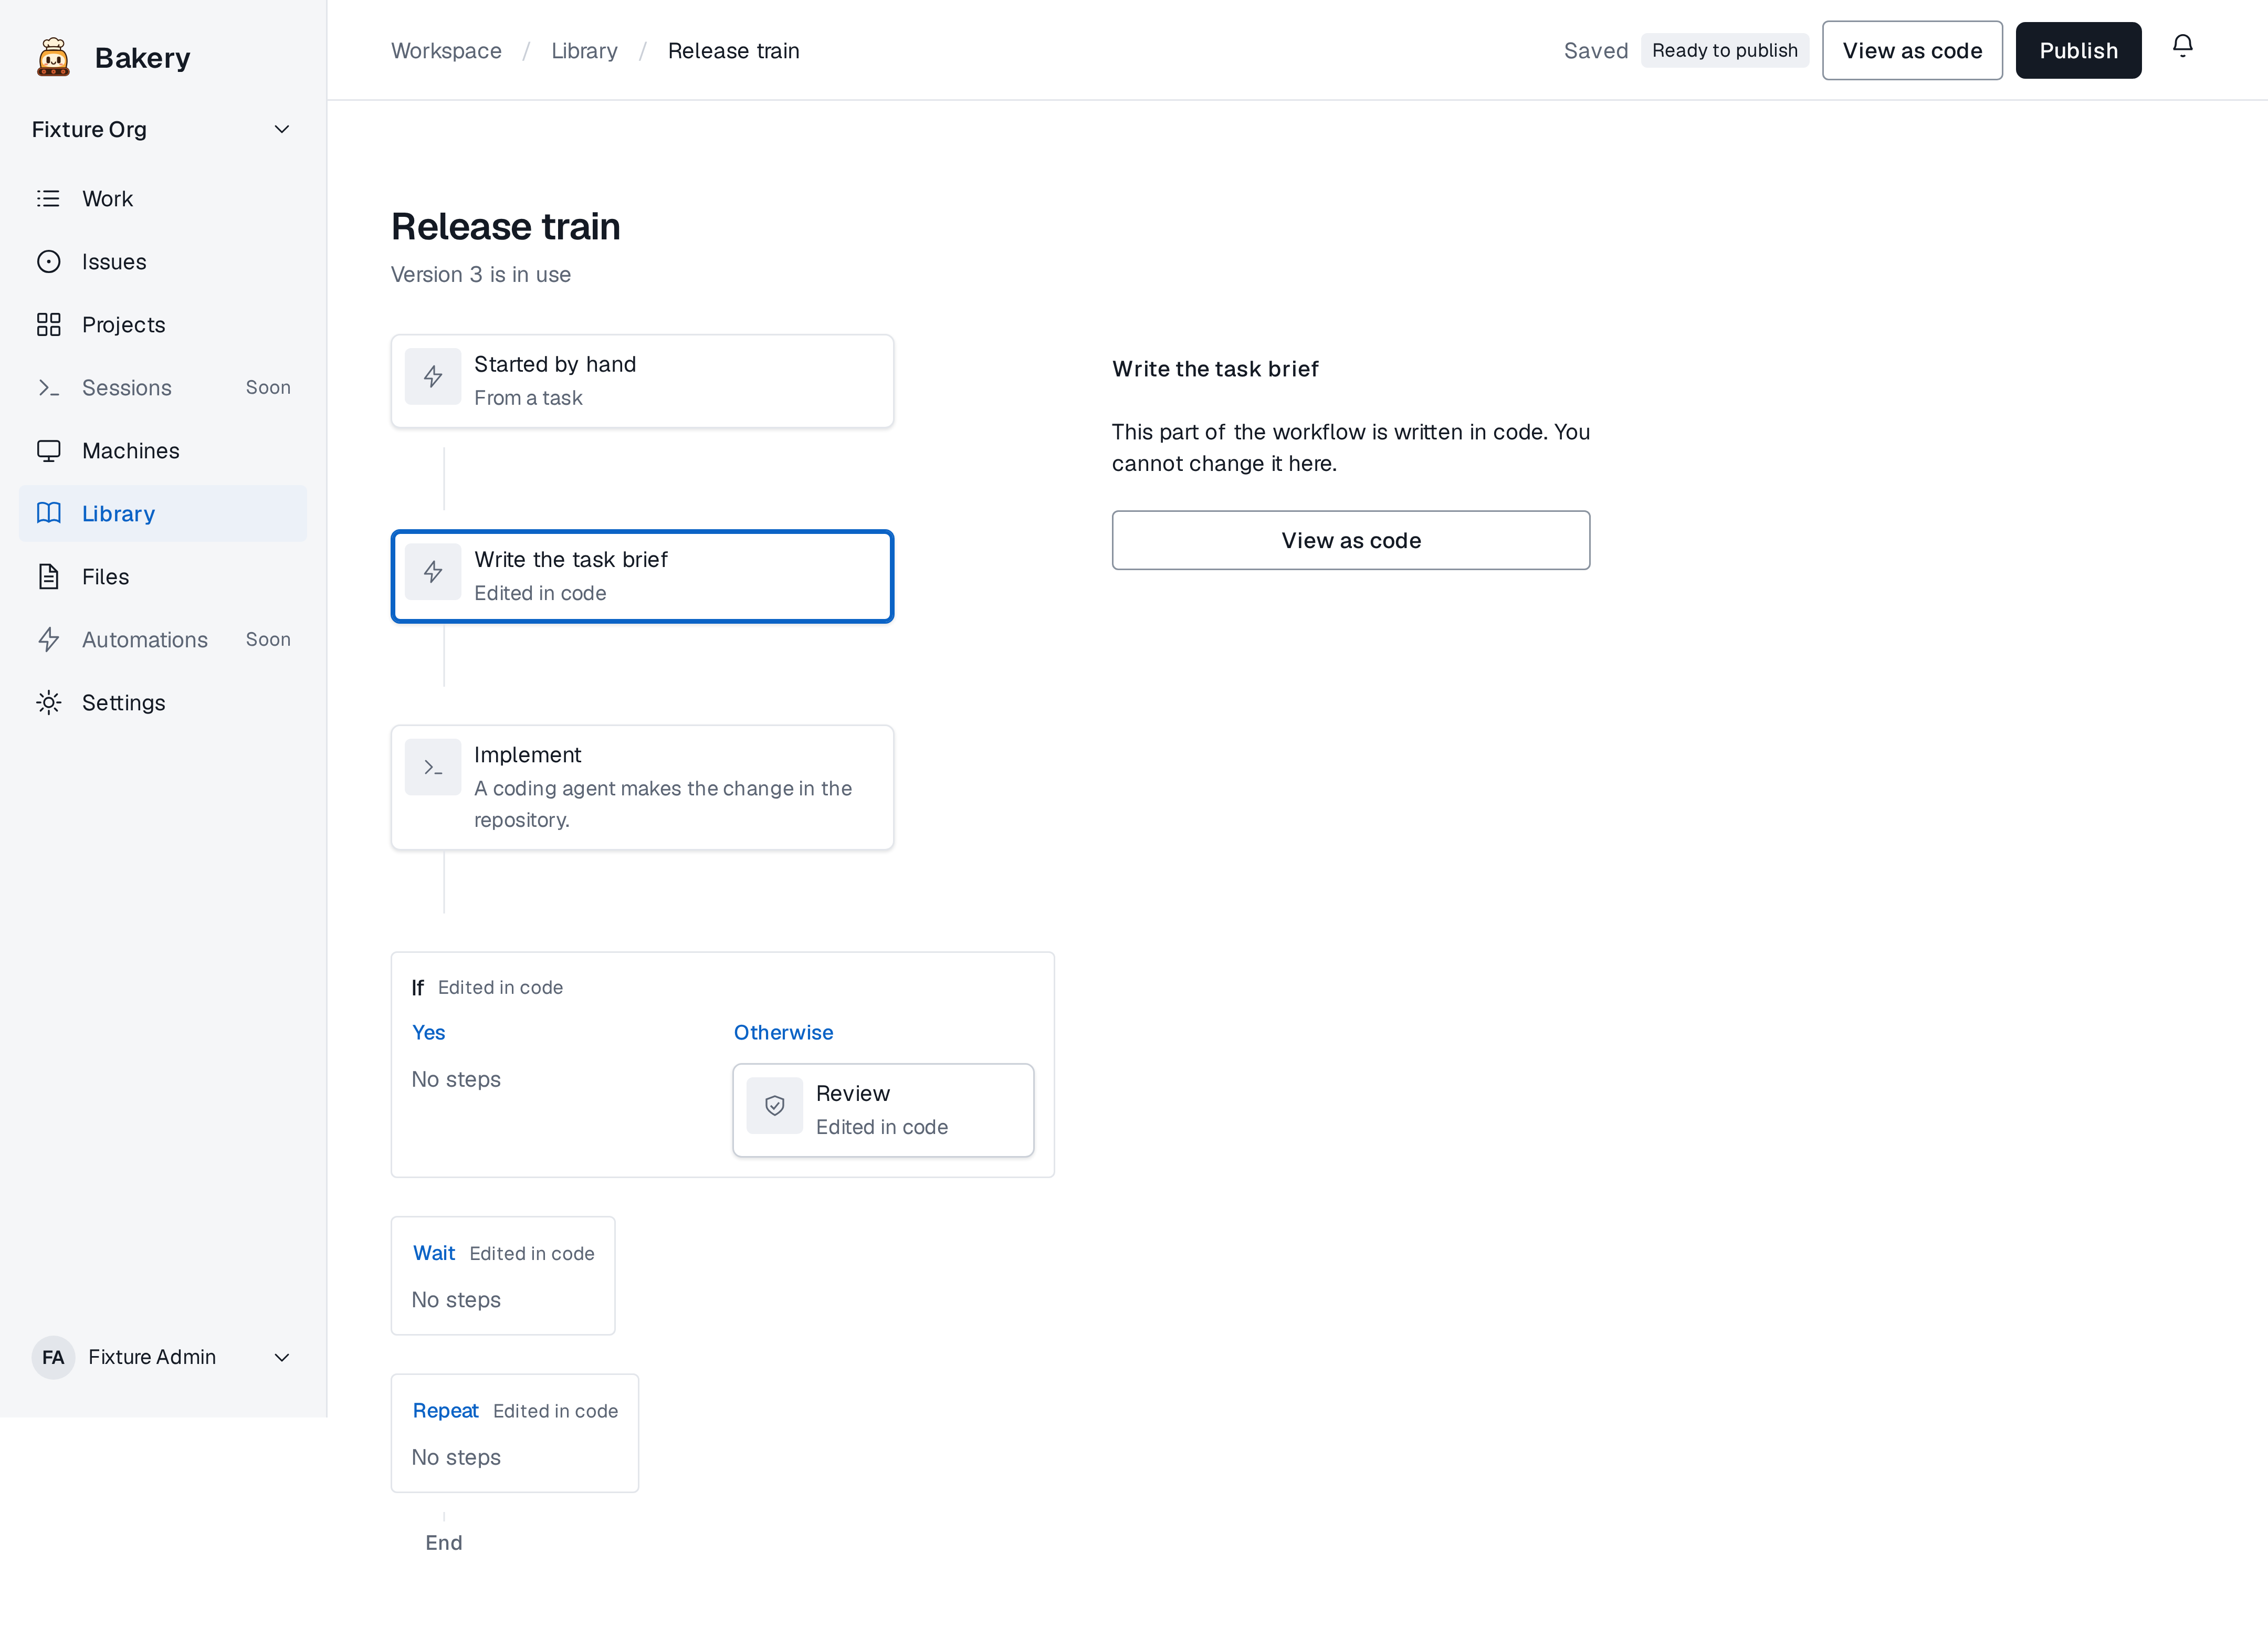 Bakery
Fixture Org
Work
Issues
Projects
Sessions Soon
Machines
Library
Files
Automations Soon
Settings
FA Fixture Admin
Workspace / Library / Release train
Saved Ready to publish View as code Publish
Release train
Version 3 is in use
Started by hand
From a task
Write the task brief
Edited in code
Implement
A coding agent makes the change in the
repository.
If Edited in code
Yes
No steps
Otherwise
Review
Edited in code
Wait Edited in code
No steps
Repeat Edited in code
No steps
End
Write the task brief
This part of the workflow is written in code. You
cannot change it here.
View as code